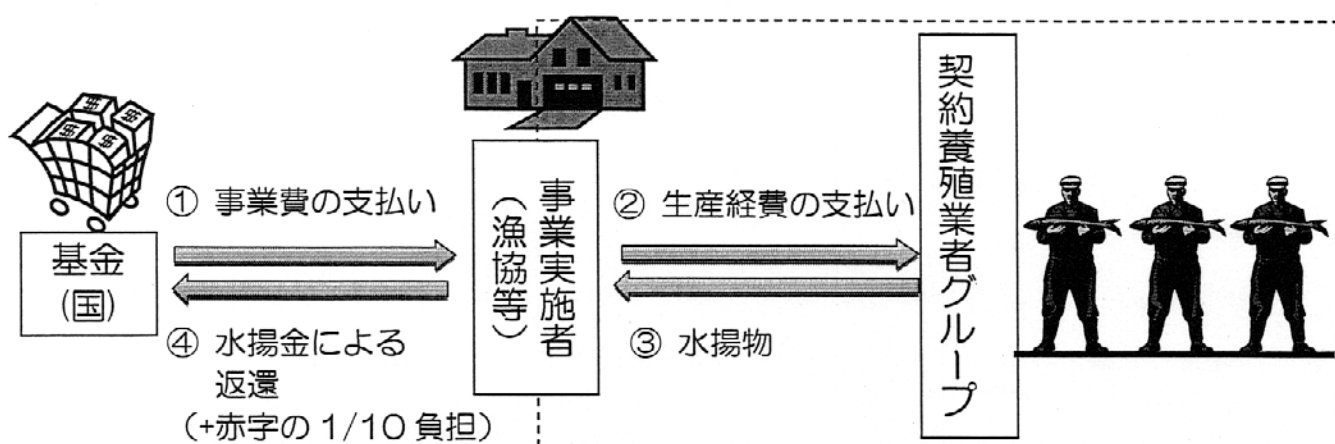 ① 事業費の支払い
基金
(国)
④ 水揚金による
返還
（+赤字の 1/10 負担）
事業実施者
（漁協等）
② 生産経費の支払い
③ 水揚物
契約養殖業者グループ